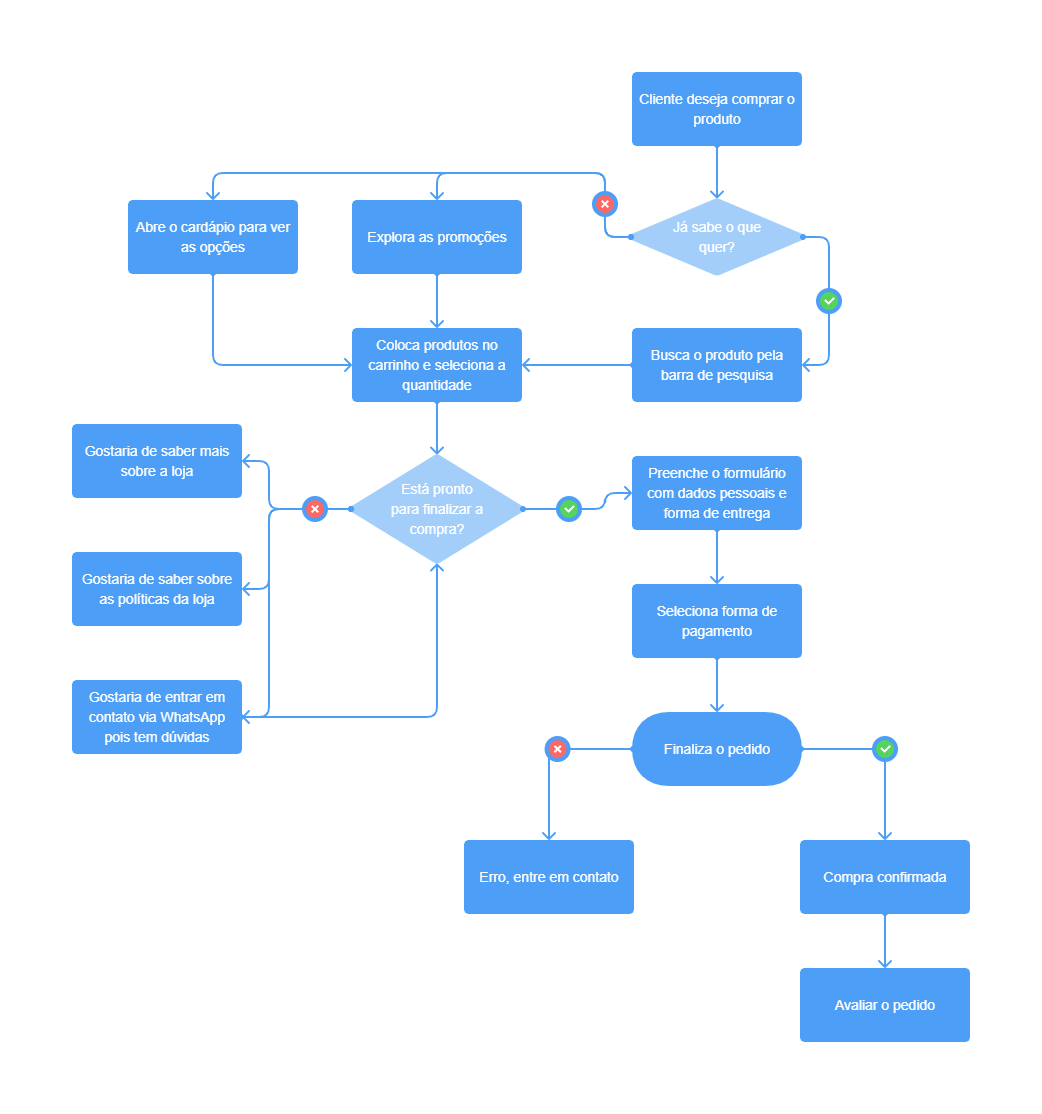 Cliente deseja comprar o
produto
Já sabe o que
quer?
Abre o cardápio para ver
as opções
Explora as promoções
Coloca produtos no
carrinho e seleciona a
quantidade
Busca o produto pela
barra de pesquisa
Gostaria de saber mais
sobre a loja
Está pronto
para finalizar a
compra?
Preenche o formulário
com dados pessoais e
forma de entrega
Gostaria de saber sobre
as políticas da loja
Seleciona forma de
pagamento
Gostaria de entrar em
contato via WhatsApp
pois tem dúvidas
Finaliza o pedido
Erro, entre em contato
Compra confirmada
Avaliar o pedido